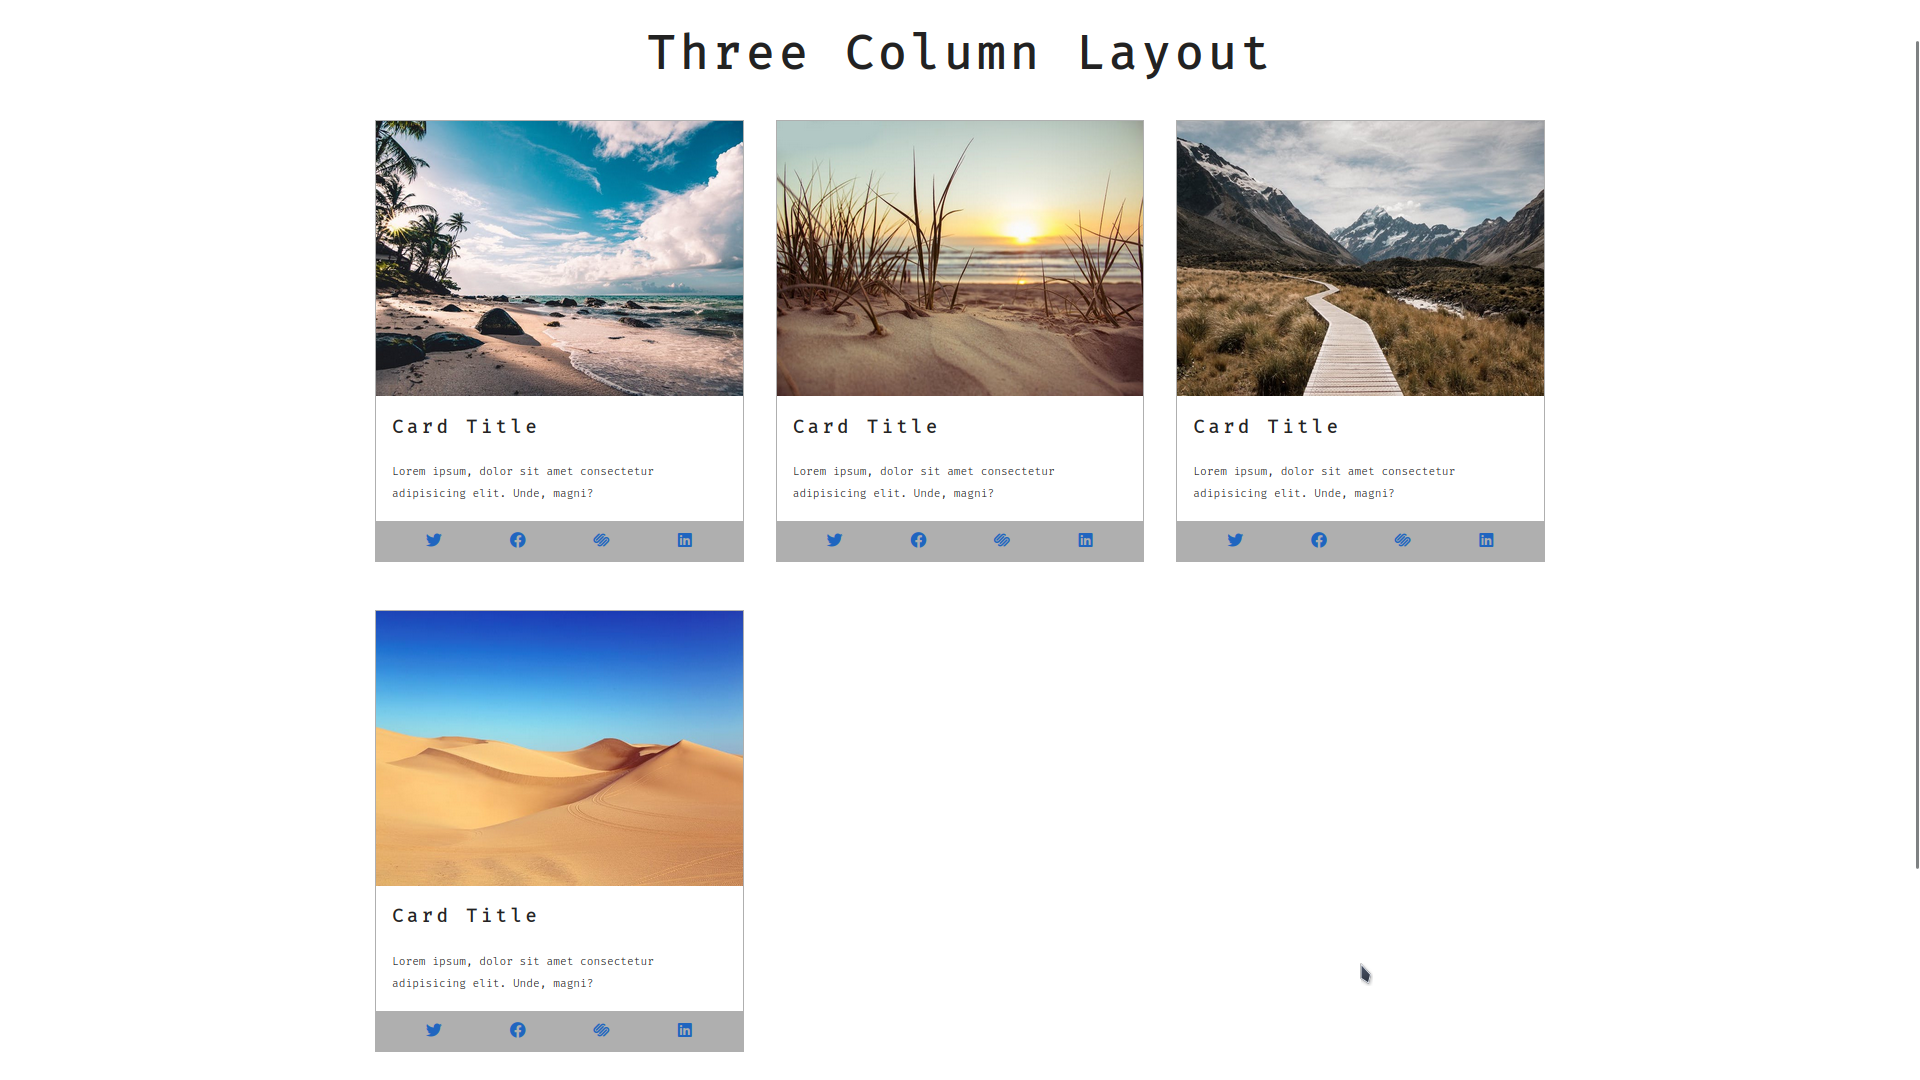 Three Column Layout
Card Title
Lorem ipsum, dolor sit amet consectetur
adipisicing elit. Unde, magni?
Card Title
Lorem ipsum, dolor sit amet consectetur
adipisicing elit. Unde, magni?
Card Title
Lorem ipsum, dolor sit amet consectetur
adipisicing elit. Unde, magni?
Card Title
Lorem ipsum, dolor sit amet consectetur
adipisicing elit. Unde, magni?